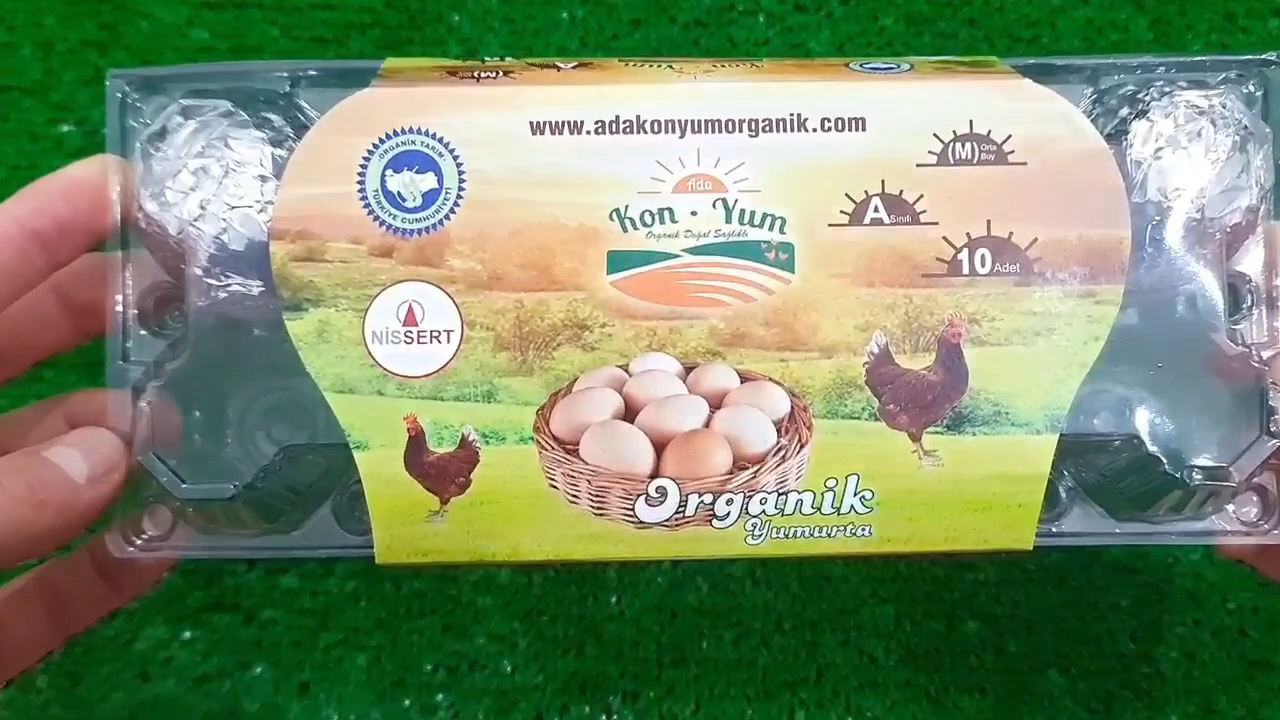 www.adakonyumorganik.com
ORGANİK TARIM
TÜRKİYE CUMHURİYETİ
Ada
Kon • Yum
Organik Doğal Sağlıklı
(M) Orta
Boy
A Sınıfı
10 Adet
NİSSERT
Organik
Yumurta